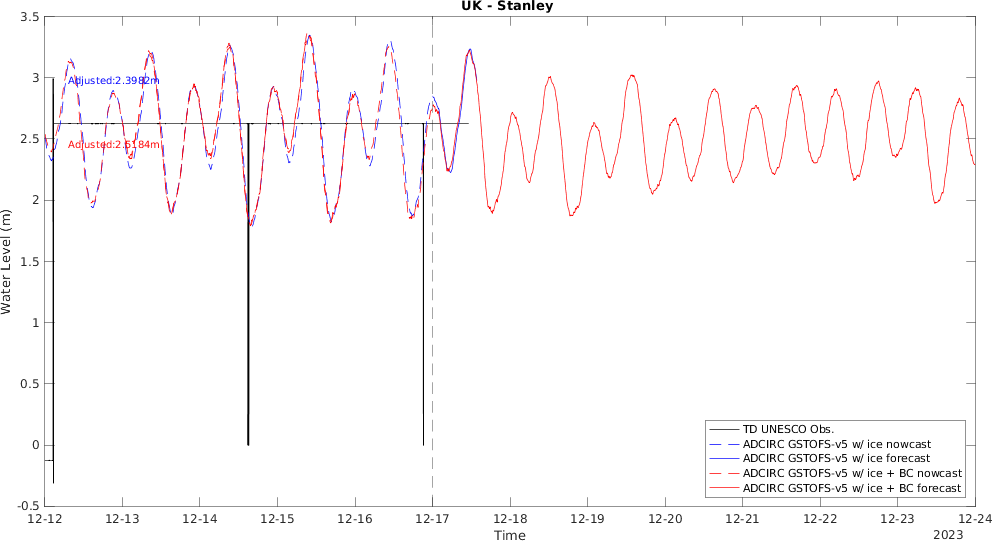 UK - Stanley
3.5
3
2.5
2
1.5
1
0.5
0
-0.5
Water Level (m)
Adjusted:2.3982m
Adjusted:2.6184m
TD UNESCO Obs.
ADCIRC GSTOFS-v5 w/ ice nowcast
ADCIRC GSTOFS-v5 w/ ice forecast
ADCIRC GSTOFS-v5 w/ ice + BC nowcast
ADCIRC GSTOFS-v5 w/ ice + BC forecast
12-12 12-13 12-14 12-15 12-16 12-17 12-18 12-19 12-20 12-21 12-22 12-23 12-24
Time
2023